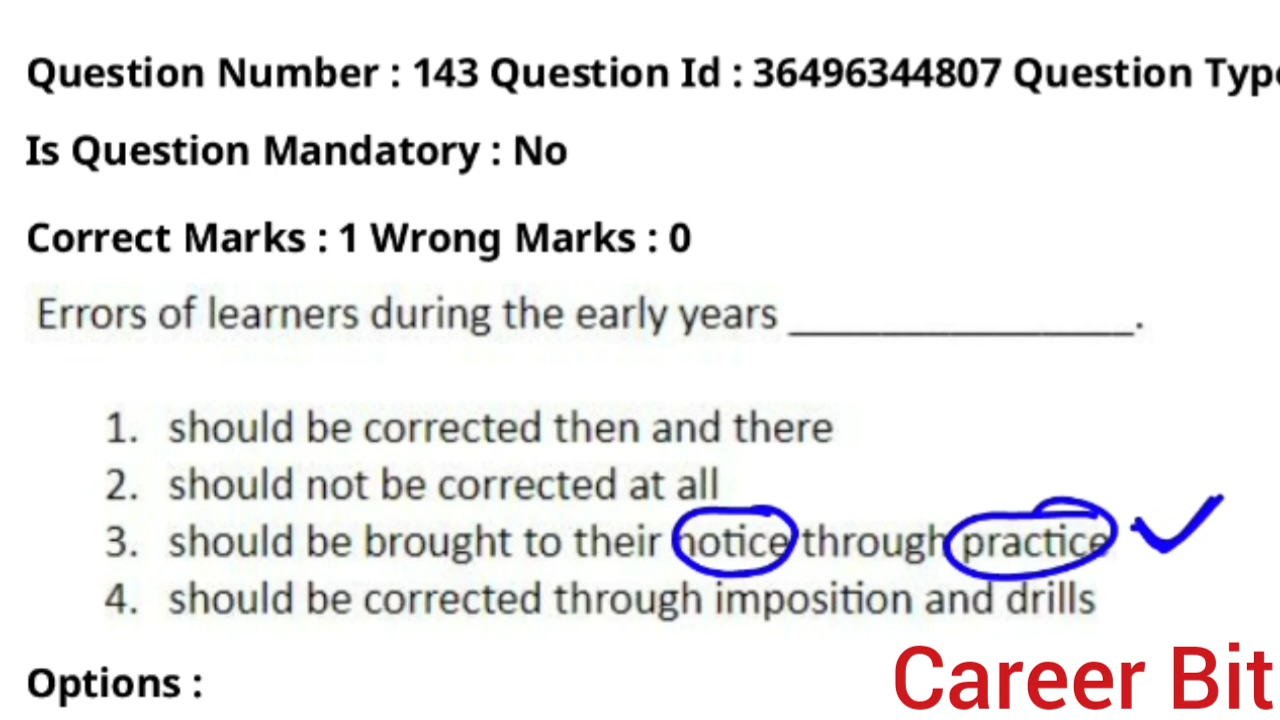 Question Number : 143 Question Id : 36496344807 Question Type
Is Question Mandatory : No
Correct Marks : 1 Wrong Marks : 0
Errors of learners during the early years _______________.
1. should be corrected then and there
2. should not be corrected at all
3. should be brought to their notice through practice
4. should be corrected through imposition and drills
Options :
Career Bit